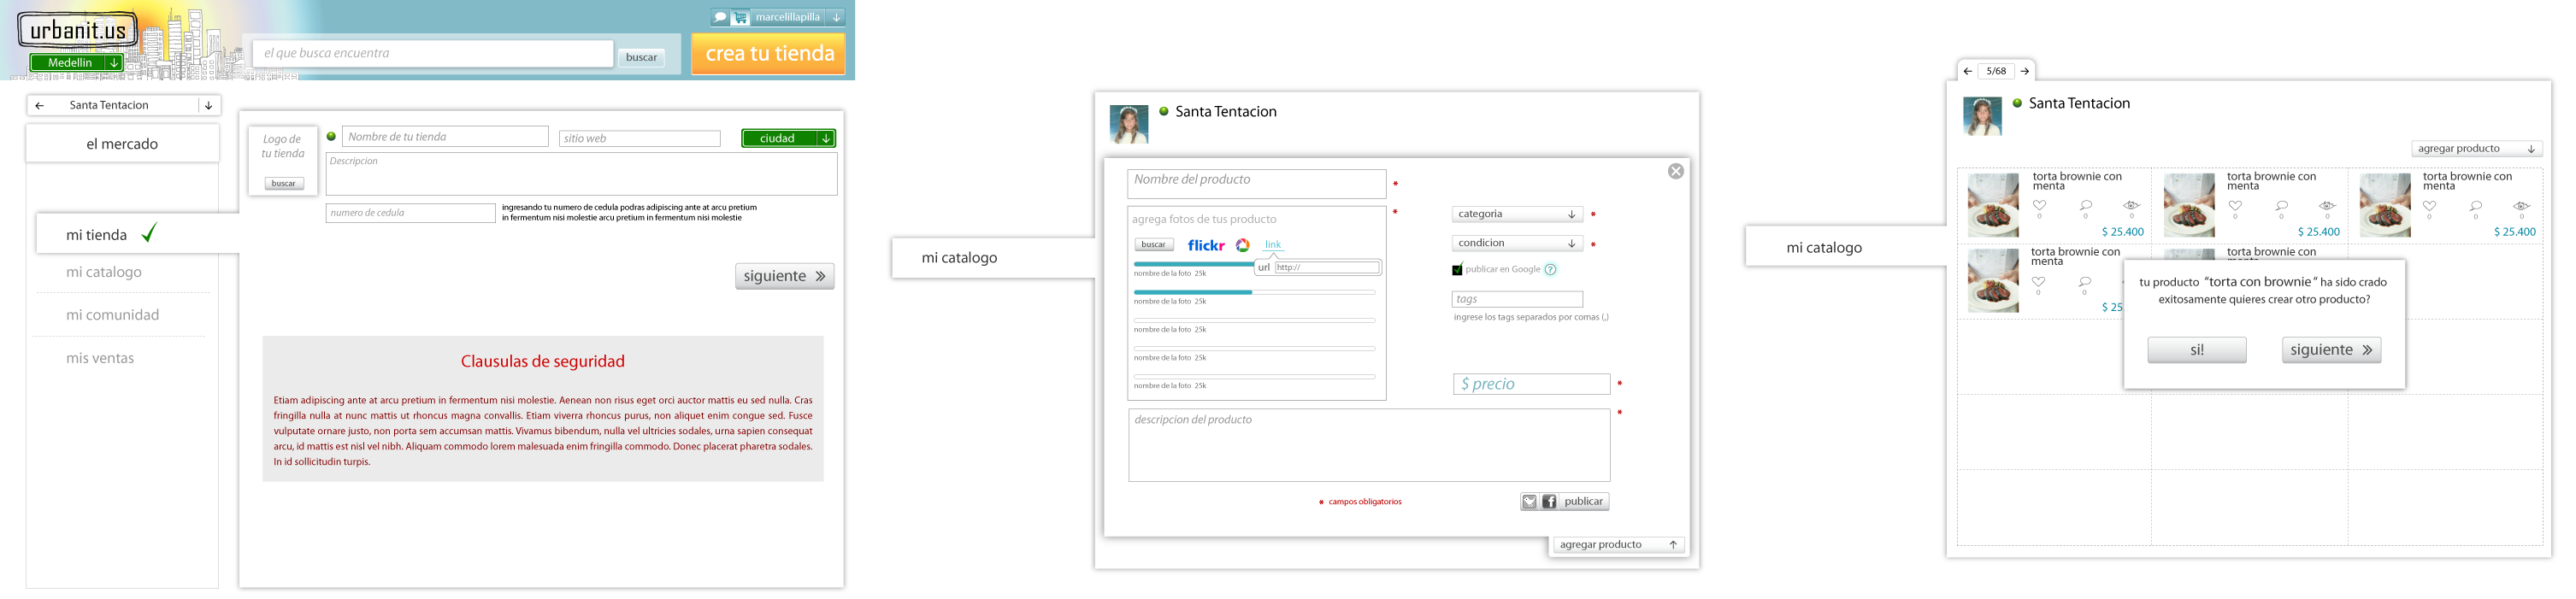 urbanit.us
Medellin
el que busca encuentra
buscar
marcelillapilla
crea tu tienda
Santa Tentacion
el mercado
mi tienda
mi catalogo
mi comunidad
mis ventas
Logo de
tu tienda
buscar
Nombre de tu tienda
sitio web
ciudad
Descripcion
numero de cedula
ingresando tu numero de cedula podras adipiscing ante at arcu pretium
in fermentum nisi molestie arcu pretium in fermentum nisi molestie
siguiente
Clausulas de seguridad
Etiam adipiscing ante at arcu pretium in fermentum nisi molestie. Aenean non risus eget orci auctor mattis eu sed nulla. Cras
fringilla nulla at nunc mattis ut rhoncus magna convallis. Etiam viverra rhoncus purus, non aliquet enim congue sed. Fusce
vulputate ornare justo, non porta sem accumsan mattis. Vivamus bibendum, nulla vel ultricies sodales, urna sapien consequat
arcu, id mattis est nisl vel nibh. Aliquam commodo lorem malesuada enim fringilla commodo. Donec placerat pharetra sodales.
In id sollicitudin turpis.
mi catalogo
Santa Tentacion
Nombre del producto
*
agrega fotos de tus producto
*
buscar
flickr
link
url http://
nombre de la foto 25k
nombre de la foto 25k
nombre de la foto 25k
nombre de la foto 25k
nombre de la foto 25k
categoria
*
condicion
*
publicar en Google ?
tags
ingrese los tags separados por comas (,)
$ precio
*
descripcion del producto
*
* campos obligatorios
f
publicar
agregar producto
mi catalogo
5/68
Santa Tentacion
agregar producto
torta brownie con
menta
0 0 0
$ 25.400
torta brownie con
menta
0 0 0
$ 25.400
torta brownie con
menta
0 0 0
$ 25.400
torta brownie con
menta
0 0
$ 25
torta brownie con
menta
tu producto “torta con brownie“ ha sido crado
exitosamente quieres crear otro producto?
si!
siguiente